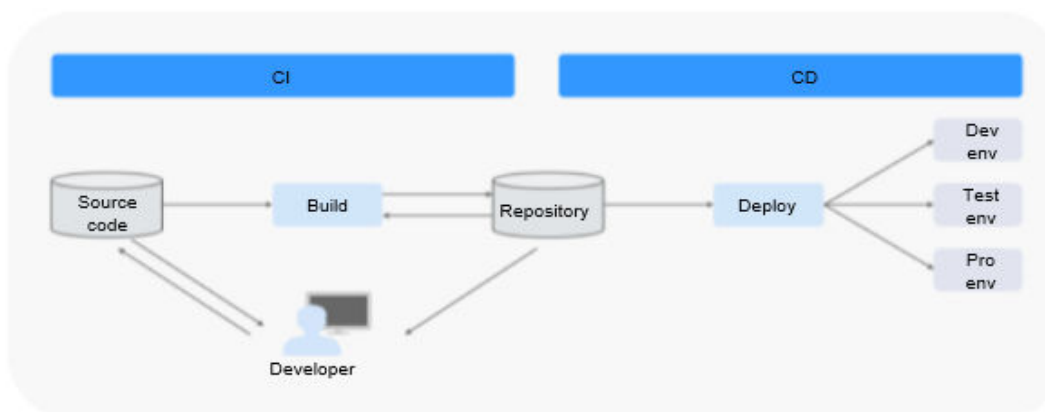 CI
CD
Dev
env
Source
code
Build
Repository
Deploy
Test
env
Pro
env
Developer